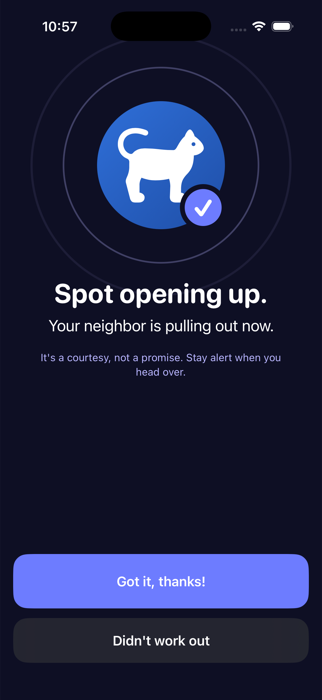 10:57
Spot opening up.
Your neighbor is pulling out now.
It's a courtesy, not a promise. Stay alert when you
head over.
Got it, thanks!
Didn't work out